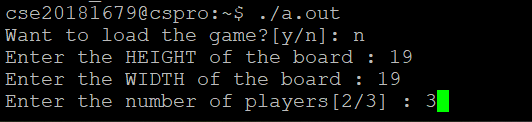 cse20181679@cspro:~$ ./a.out
Want to load the game?[y/n]: n
Enter the HEIGHT of the board : 19
Enter the WIDTH of the board : 19
Enter the number of players[2/3] : 3